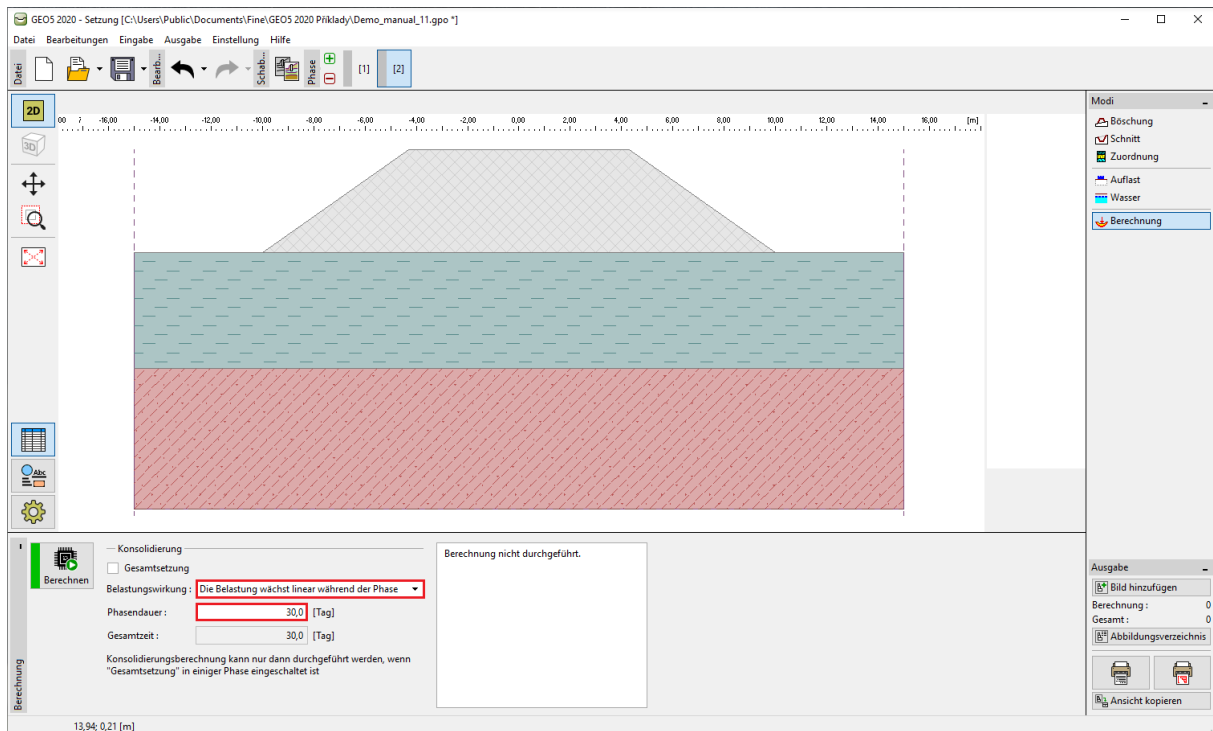 GEO5 2020 - Setzung [C:\Users\Public\Documents\Fine\GEO5 2020 Příklady\Demo_manual_11.gpo *]
Datei Bearbeitungen Eingabe Ausgabe Einstellung Hilfe
Datei
Bearb...
Schab...
Phase
[1] [2]
2D
3D
00 7 -16,00 -14,00 -12,00 -10,00 -8,00 -6,00 -4,00 -2,00 0,00 2,00 4,00 6,00 8,00 10,00 12,00 14,00 16,00 [m]
Abc
Modi
Böschung
Schnitt
Zuordnung
Auflast
Wasser
Berechnung
Berechnung
Berechnen
Konsolidierung
Gesamtsetzung
Belastungswirkung : Die Belastung wächst linear während der Phase
Phasendauer : 30,0 [Tag]
Gesamtzeit : 30,0 [Tag]
Konsolidierungsberechnung kann nur dann durchgeführt werden, wenn
"Gesamtsetzung" in einiger Phase eingeschaltet ist
Berechnung nicht durchgeführt.
Ausgabe
Bild hinzufügen
Berechnung : 0
Gesamt : 0
Abbildungsverzeichnis
Ansicht kopieren
13,94; 0,21 [m]